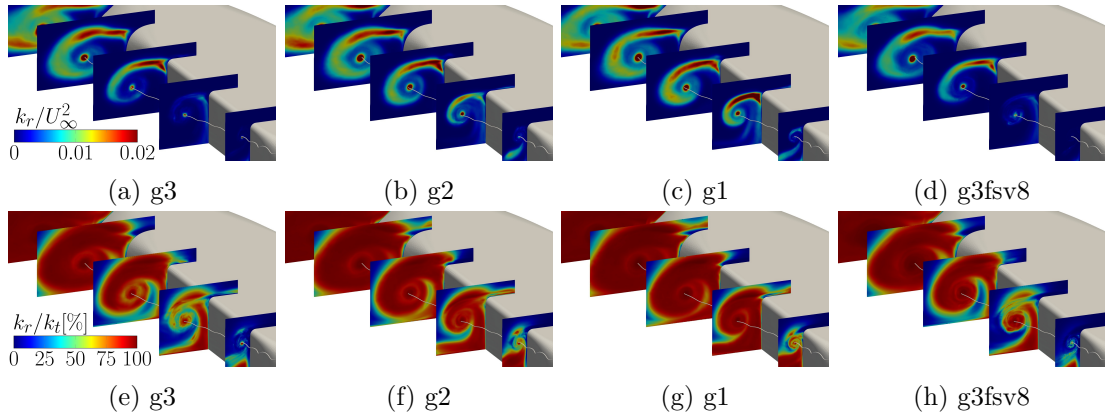 k_r/U_∞^2
0 0.01 0.02
(a) g3 (b) g2 (c) g1 (d) g3fsv8
k_r/k_t[%]
0 25 50 75 100
(e) g3 (f) g2 (g) g1 (h) g3fsv8